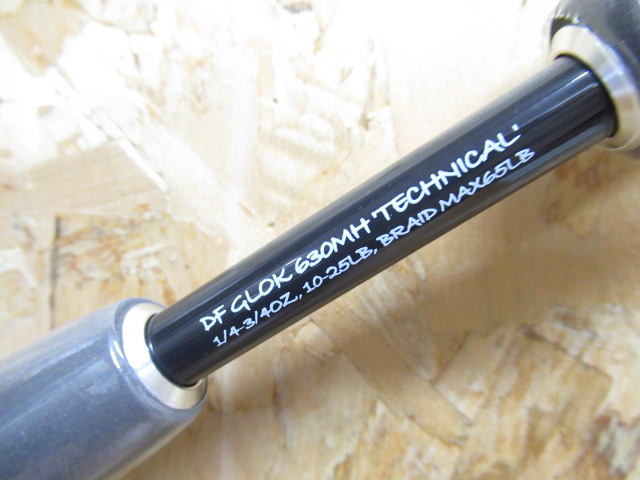 DF GLOK 630MH 'TECHNICAL'
1/4-3/4OZ, 10-25LB, BRAID MAX65LB